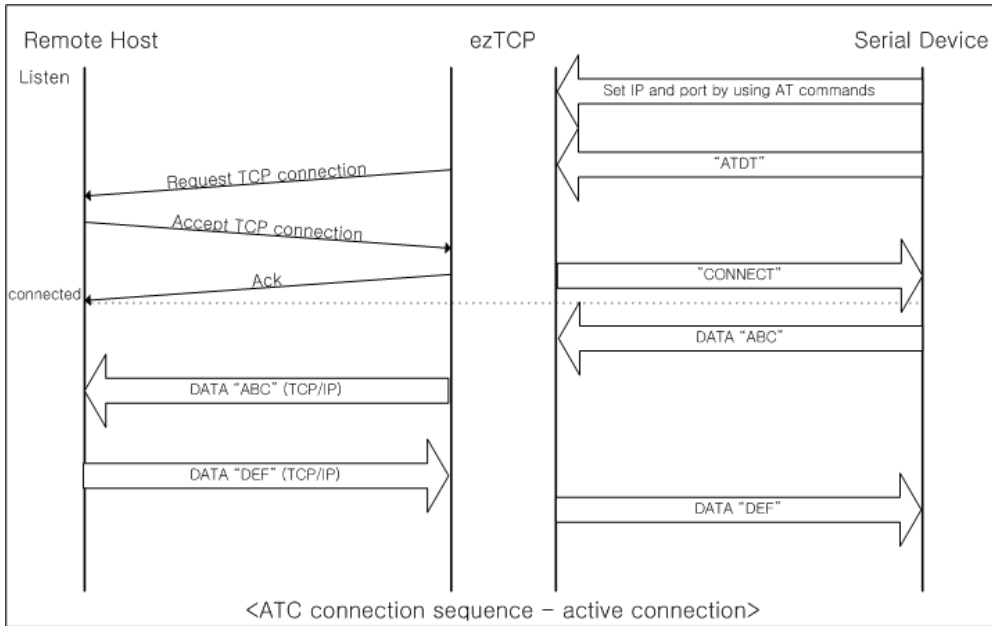 Remote Host
ezTCP
Serial Device
Listen
Set IP and port by using AT commands
"ATDT"
Request TCP connection
Accept TCP connection
"CONNECT"
Ack
connected
DATA "ABC"
DATA "ABC" (TCP/IP)
DATA "DEF" (TCP/IP)
DATA "DEF"
<ATC connection sequence - active connection>